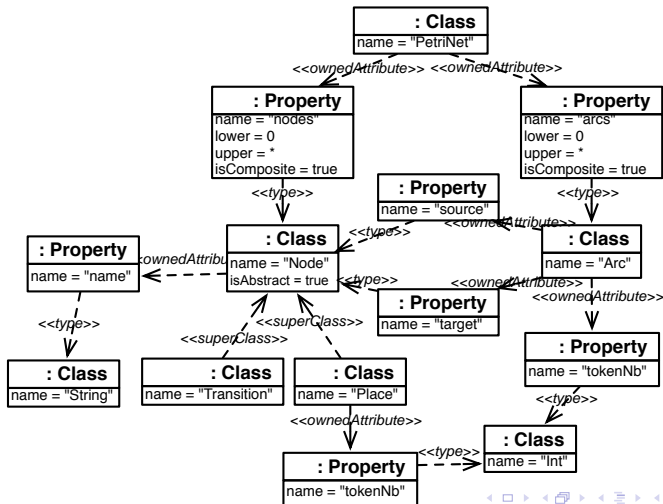 : Class
name = "PetriNet"
<<ownedAttribute>> <<ownedAttribute>>
: Property
name = "nodes"
lower = 0
upper = *
isComposite = true
: Property
name = "arcs"
lower = 0
upper = *
isComposite = true
<<type>>
<<type>>
: Property
name = "source"
<<type>>
<<ownedAttribute>>
: Property
name = "name"
<<ownedAttribu
: Class
name = "Node"
isAbstract = true
: Class
name = "Arc"
<<type>>
<<ownedAttribute>>
<<ownedAttribute>>
: Property
name = "target"
<<type>>
<<superClass>>
<<superClass>>
: Property
name = "tokenNb"
: Class
name = "String"
: Class
name = "Transition"
: Class
name = "Place"
<<type>>
<<ownedAttribute>>
: Class
name = "Int"
<<type>>
: Property
name = "tokenNb"